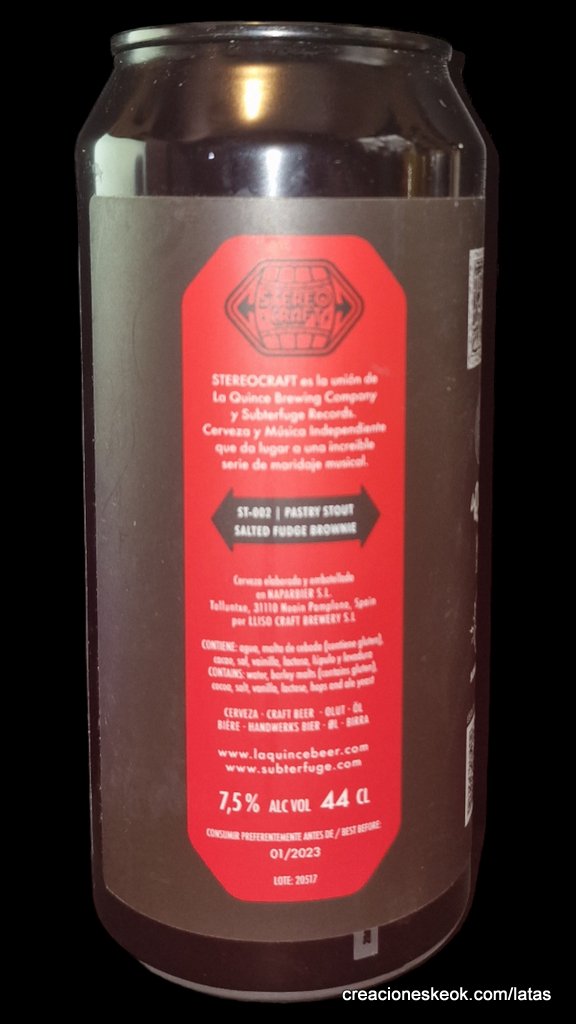 STEREO
CRAFT
STEREOCRAFT es la unión de
La Quince Brewing Company
y Subterfuge Records.
Cerveza y Música Independiente
que da lugar a una increíble
serie de maridaje musical.
ST-002 | PASTRY STOUT
SALTED FUDGE BROWNIE
Cerveza elaborada y embotellada
en NAPARBIER S.L.
31110 Noain Pamplona, Spain
por LLISO CRAFT BREWERY S.L
CONTIENE: agua, malta de cebada (contiene gluten),
cacao, sal, vainilla, lactosa, lúpulo y levadura
CONTAINS: water, barley malts (contains gluten),
cocoa, salt, vanilla, lactose, hops and ale yeast
CERVEZA - CRAFT BEER - OLUT - ÖL
BIÈRE - HANDWERKS BIER - ØL - BIRRA
www.laquincebeer.com
www.subterfuge.com
7,5% ALC VOL 44 CL
CONSUMIR PREFERENTEMENTE ANTES DE / BEST BEFORE:
01/2023
LOTE: 20517
creacioneskeok.com/latas